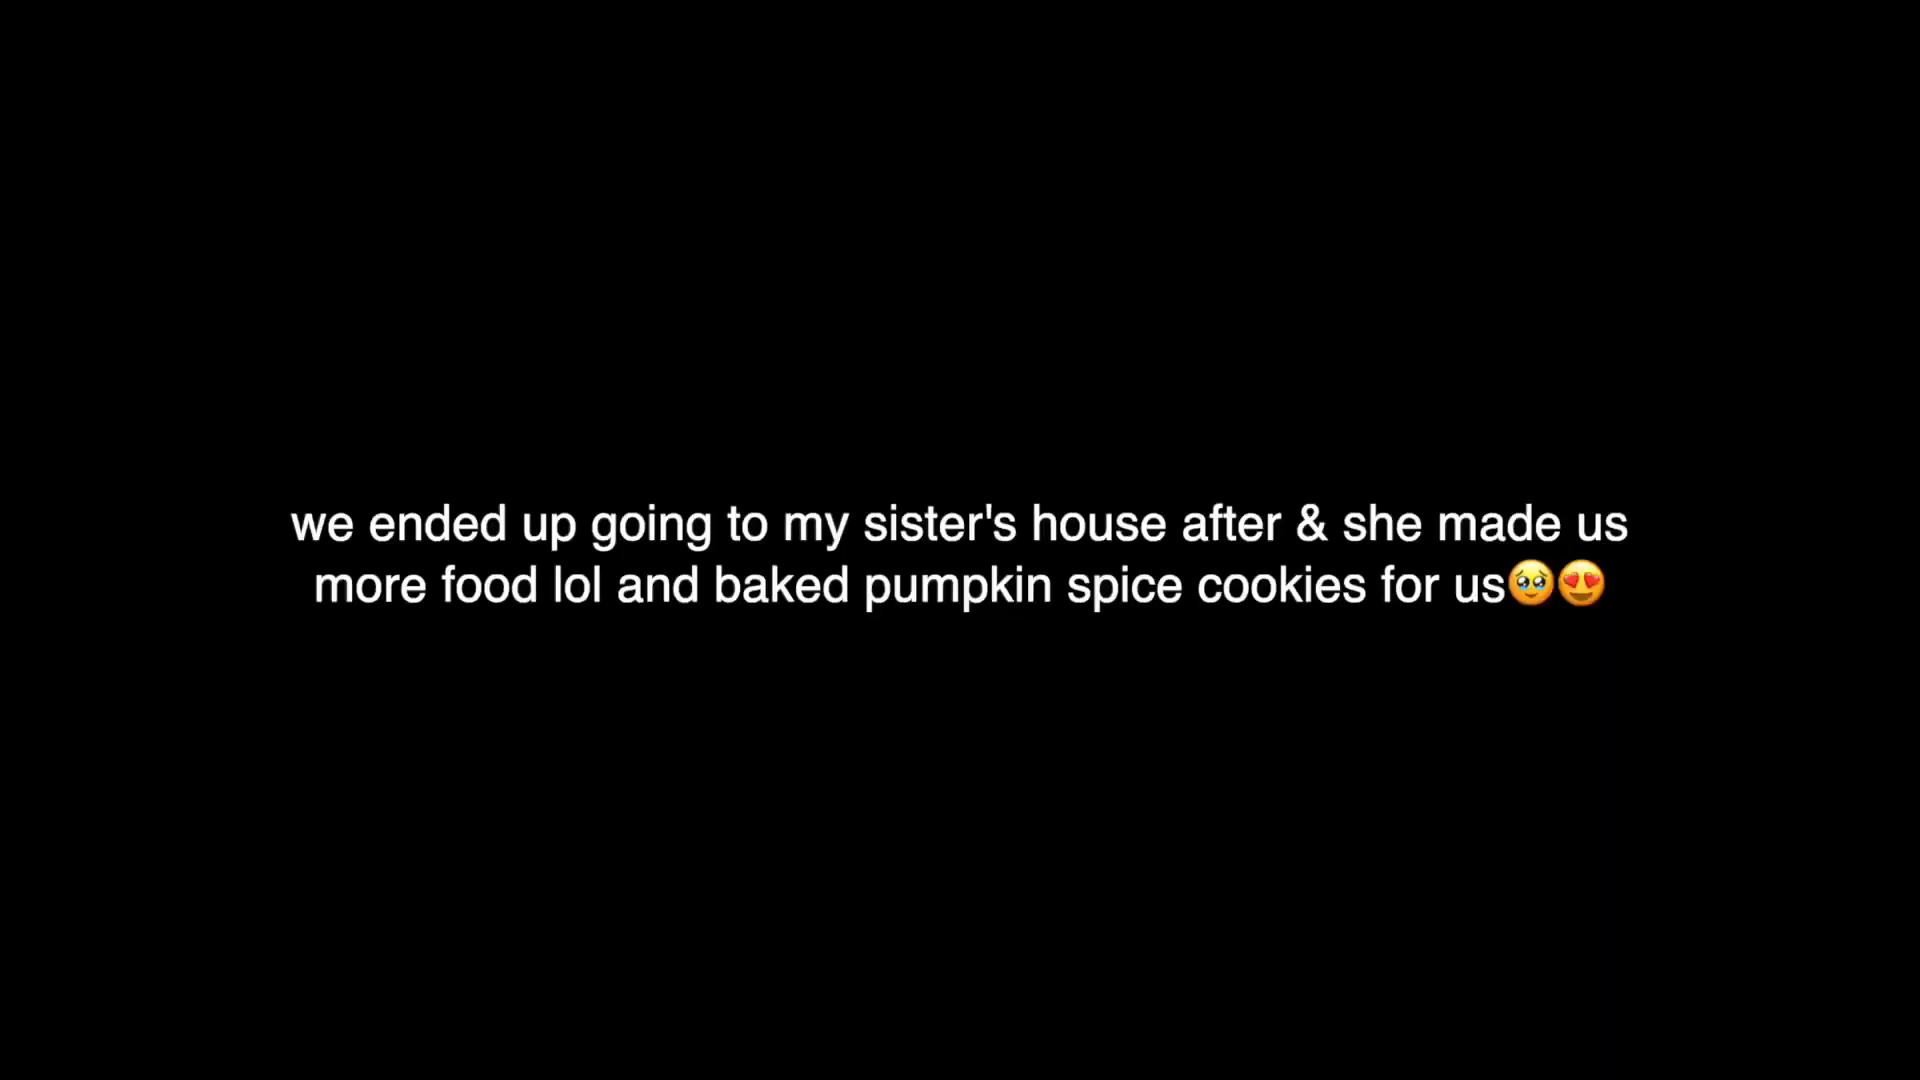 we ended up going to my sister's house after & she made us
more food lol and baked pumpkin spice cookies for us🥹😍